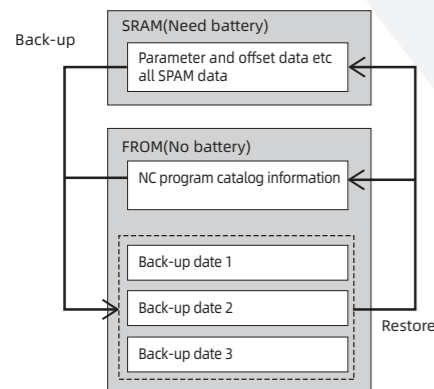 SRAM(Need battery)
Back-up
Parameter and offset data etc
all SPAM data
FROM(No battery)
NC program catalog information
Back-up date 1
Back-up date 2
Restore
Back-up date 3